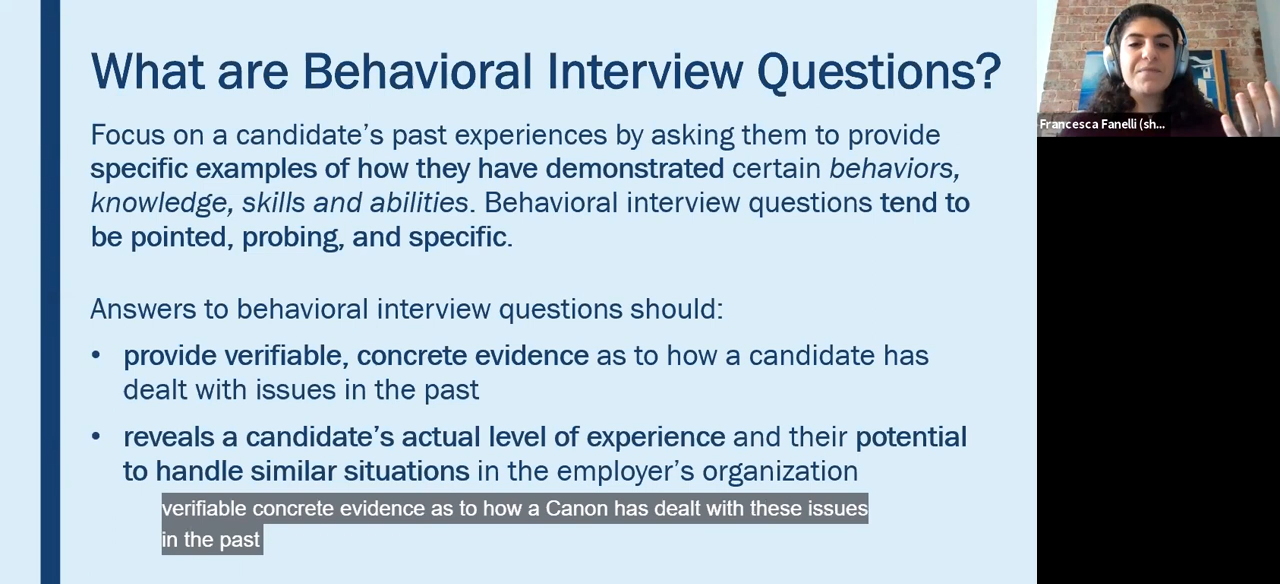 What are Behavioral Interview Questions?
Focus on a candidate's past experiences by asking them to provide
specific examples of how they have demonstrated certain behaviors,
knowledge, skills and abilities. Behavioral interview questions tend to
be pointed, probing, and specific.
Answers to behavioral interview questions should:
• provide verifiable, concrete evidence as to how a candidate has
dealt with issues in the past
• reveals a candidate's actual level of experience and their potential
to handle similar situations in the employer's organization
verifiable concrete evidence as to how a Canon has dealt with these issues
in the past
Francesca Fanelli (sh...